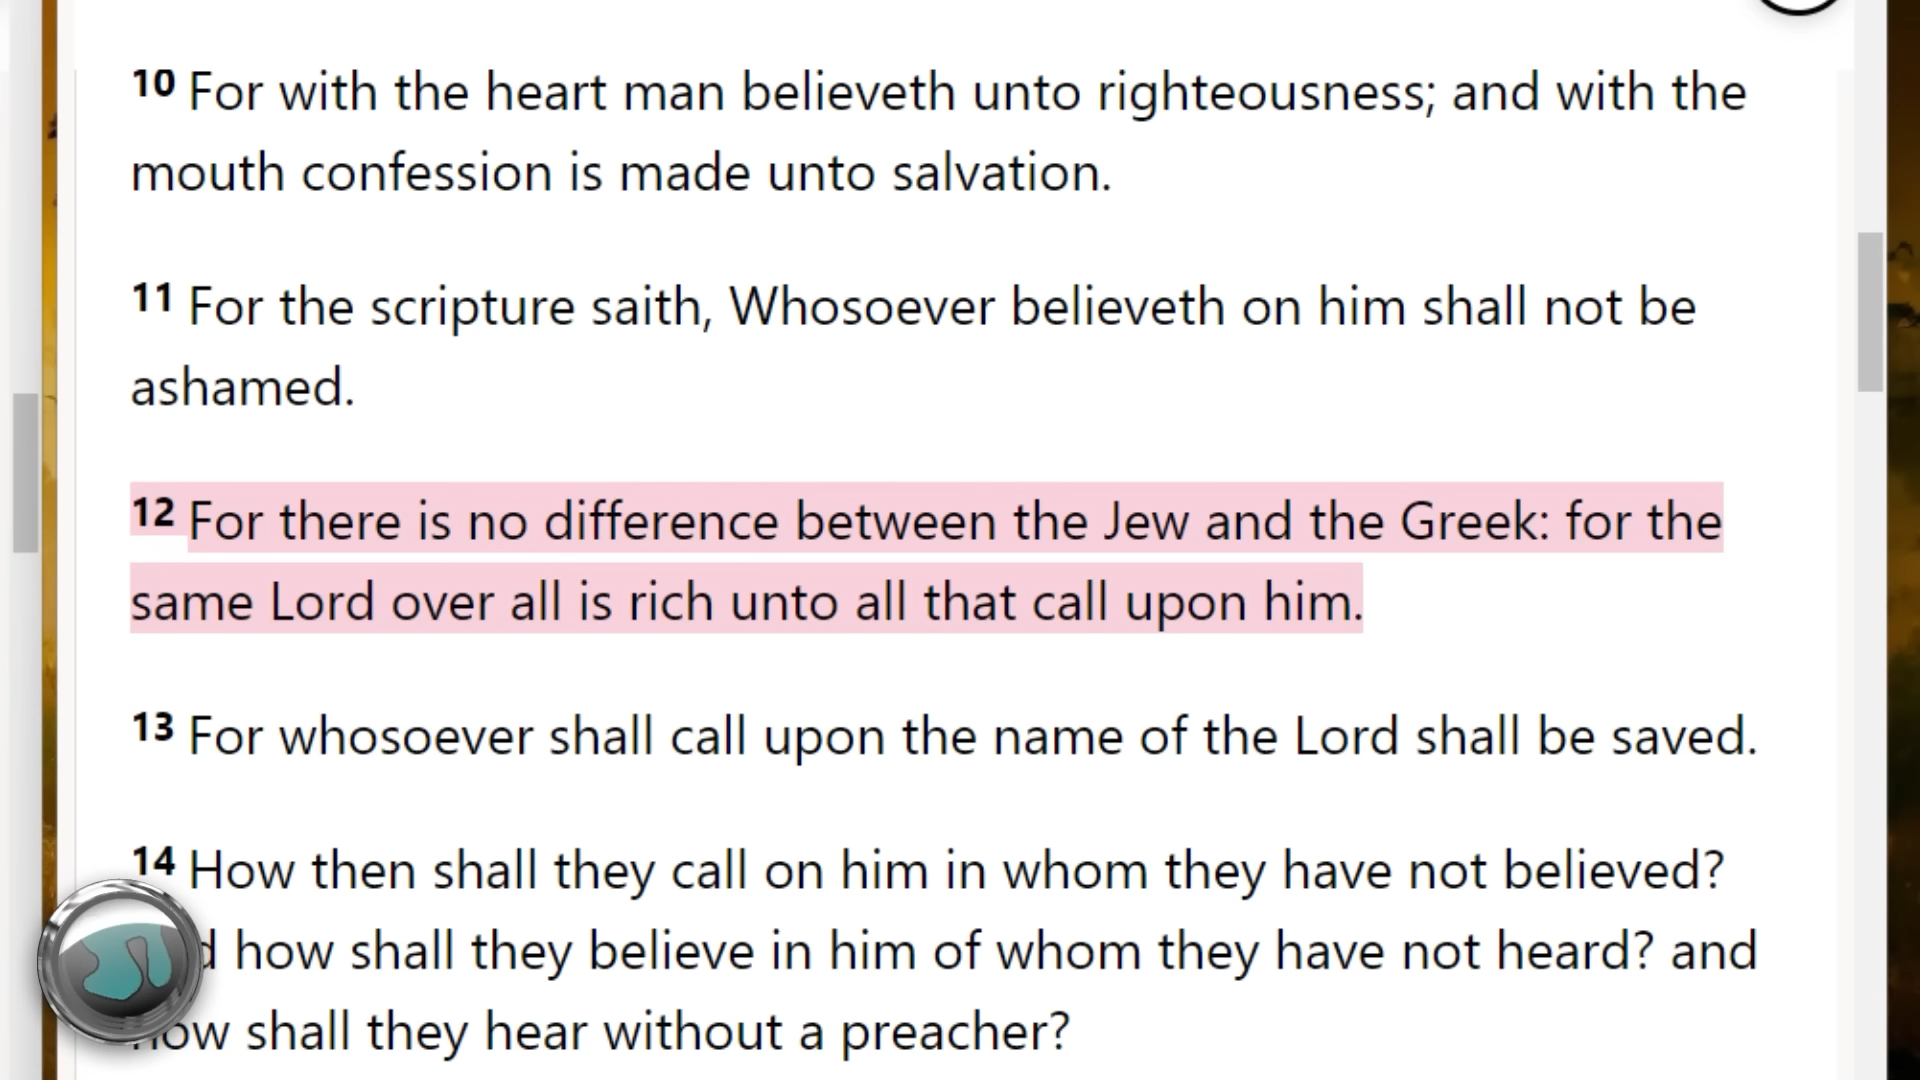 10 For with the heart man believeth unto righteousness; and with the
mouth confession is made unto salvation.
11 For the scripture saith, Whosoever believeth on him shall not be
ashamed.
12 For there is no difference between the Jew and the Greek: for the
same Lord over all is rich unto all that call upon him.
13 For whosoever shall call upon the name of the Lord shall be saved.
14 How then shall they call on him in whom they have not believed?
how shall they believe in him of whom they have not heard? and
how shall they hear without a preacher?